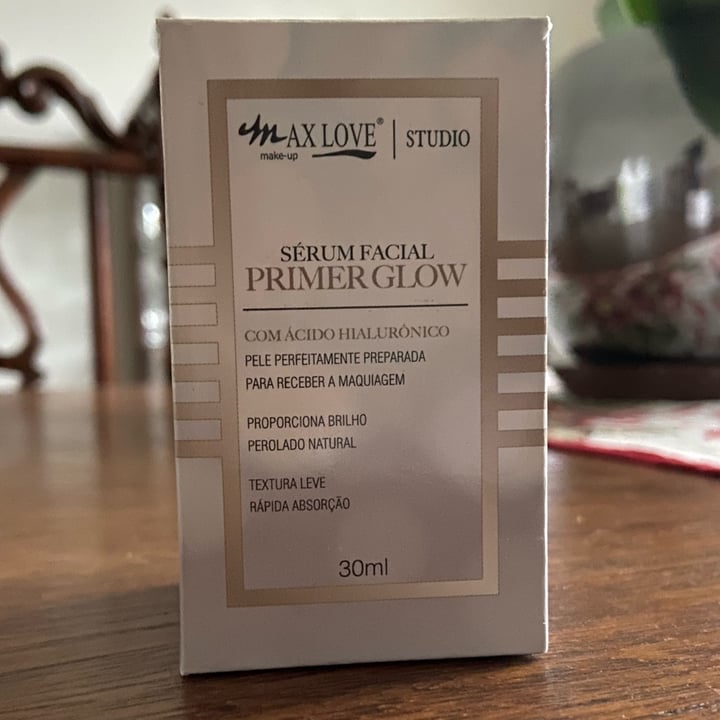 MAX LOVE® | STUDIO
make-up
SÉRUM FACIAL
PRIMER GLOW
COM ÁCIDO HIALURÔNICO
PELE PERFEITAMENTE PREPARADA
PARA RECEBER A MAQUIAGEM
PROPORCIONA BRILHO
PEROLADO NATURAL
TEXTURA LEVE
RÁPIDA ABSORÇÃO
30ml